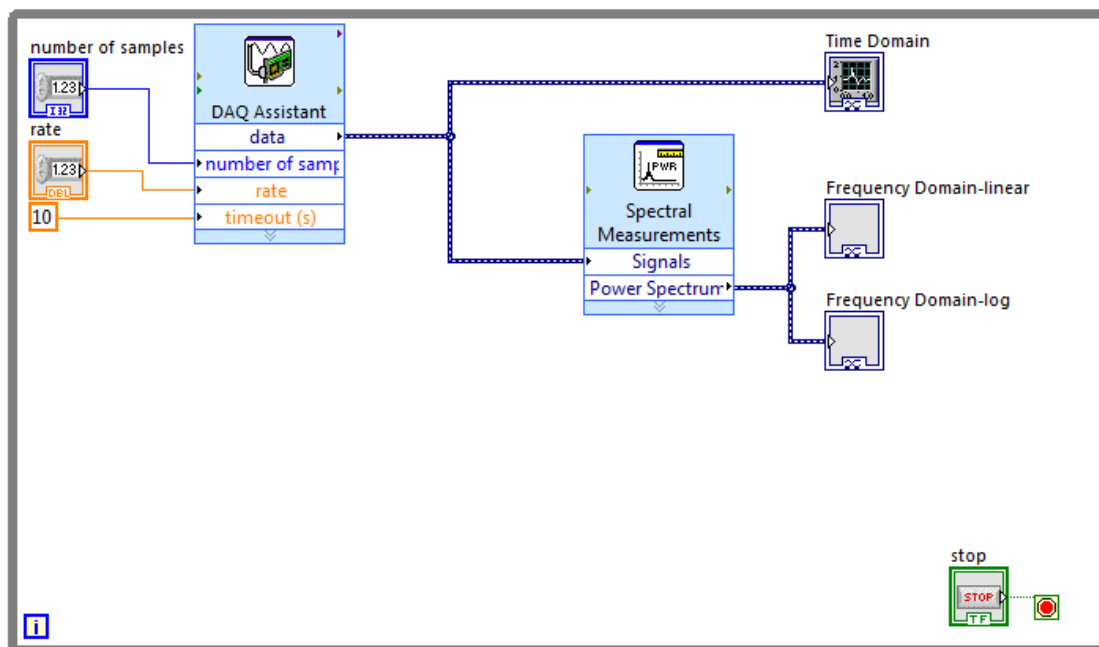 number of samples
1.23
I32
rate
1.23
DBL
10
DAQ Assistant
data
number of samp
rate
timeout (s)
PWR
Spectral
Measurements
Signals
Power Spectrum
Time Domain
Frequency Domain-linear
Frequency Domain-log
stop
STOP
TF
i